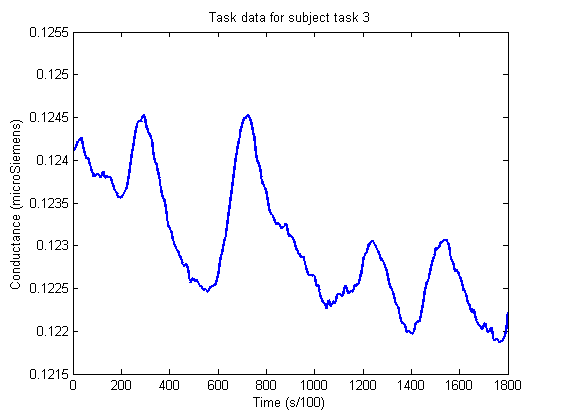 Task data for subject task 3
0.1255
0.125
0.1245
0.124
0.1235
0.123
0.1225
0.122
0.1215
Conductance (microSiemens)
0 200 400 600 800 1000 1200 1400 1600 1800
Time (s/100)